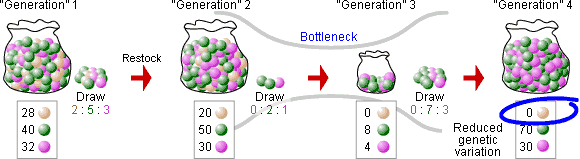 "Generation" 1
"Generation" 2
"Generation" 3
"Generation" 4
Bottleneck
Restock
Draw
2 : 5 : 3
Draw
0 : 2 : 1
Draw
0 : 7 : 3
28
40
32
20
50
30
0
8
4
0
70
30
Reduced
genetic
variation